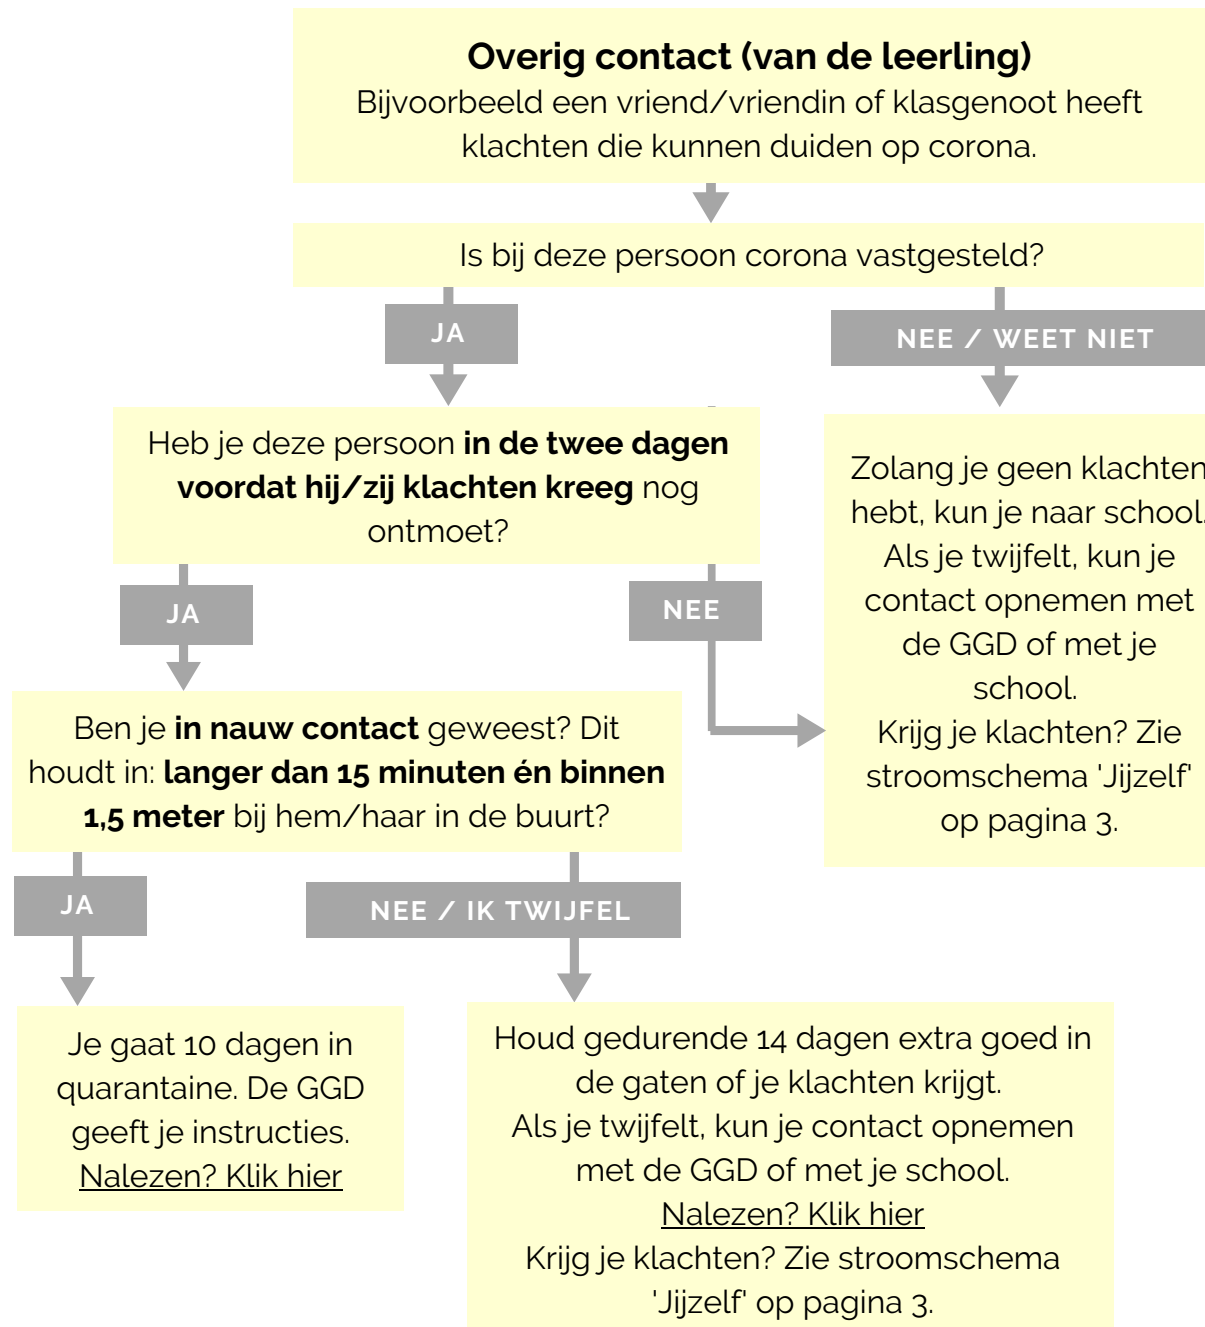 Overig contact (van de leerling)
Bijvoorbeeld een vriend/vriendin of klasgenoot heeft
klachten die kunnen duiden op corona.
Is bij deze persoon corona vastgesteld?
JA
NEE / WEET NIET
Heb je deze persoon in de twee dagen
voordat hij/zij klachten kreeg nog
ontmoet?
Zolang je geen klachten
hebt, kun je naar school.
Als je twijfelt, kun je
contact opnemen met
de GGD of met je
school.
Krijg je klachten? Zie
stroomschema 'Jijzelf'
op pagina 3.
JA
NEE
Ben je in nauw contact geweest? Dit
houdt in: langer dan 15 minuten én binnen
1,5 meter bij hem/haar in de buurt?
JA
NEE / IK TWIJFEL
Je gaat 10 dagen in
quarantaine. De GGD
geeft je instructies.
Nalezen? Klik hier
Houd gedurende 14 dagen extra goed in
de gaten of je klachten krijgt.
Als je twijfelt, kun je contact opnemen
met de GGD of met je school.
Nalezen? Klik hier
Krijg je klachten? Zie stroomschema
'Jijzelf' op pagina 3.